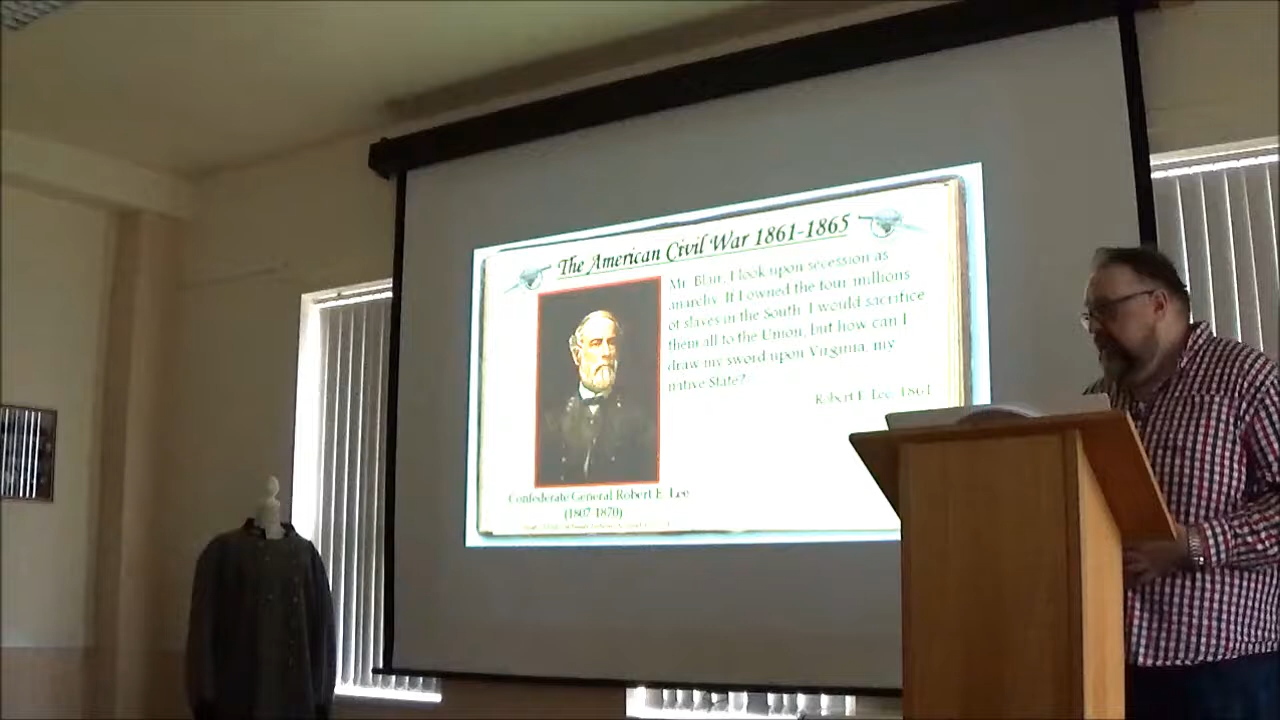 The American Civil War 1861-1865
Mr. Blair, I look upon secession as
anarchy. If I owned the four millions
of slaves in the South, I would sacrifice
them all to the Union, but how can I
draw my sword upon Virginia, my
native State?
Robert E. Lee, 1861
Confederate General Robert E. Lee
(1807-1870)